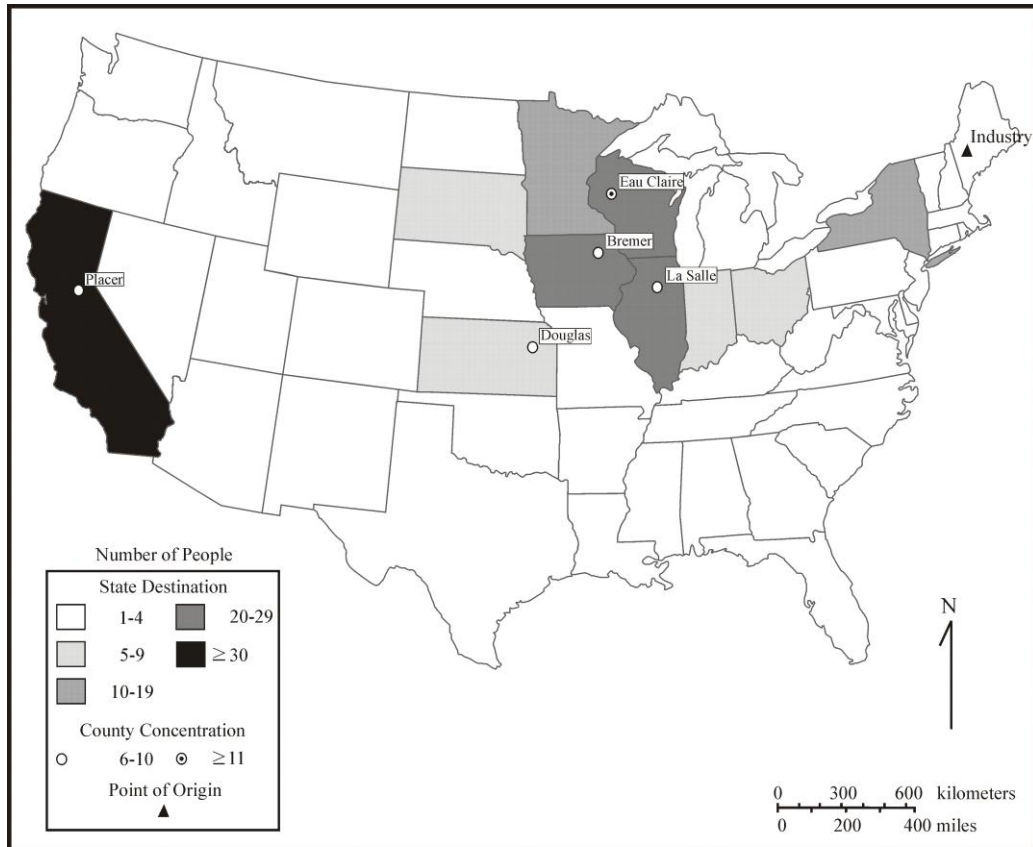 Industry
Eau Claire
Bremer
La Salle
Placer
Douglas
Number of People
State Destination
1-4
20-29
5-9
≥30
10-19
County Concentration
6-10
≥11
Point of Origin
N
0 300 600 kilometers
0 200 400 miles